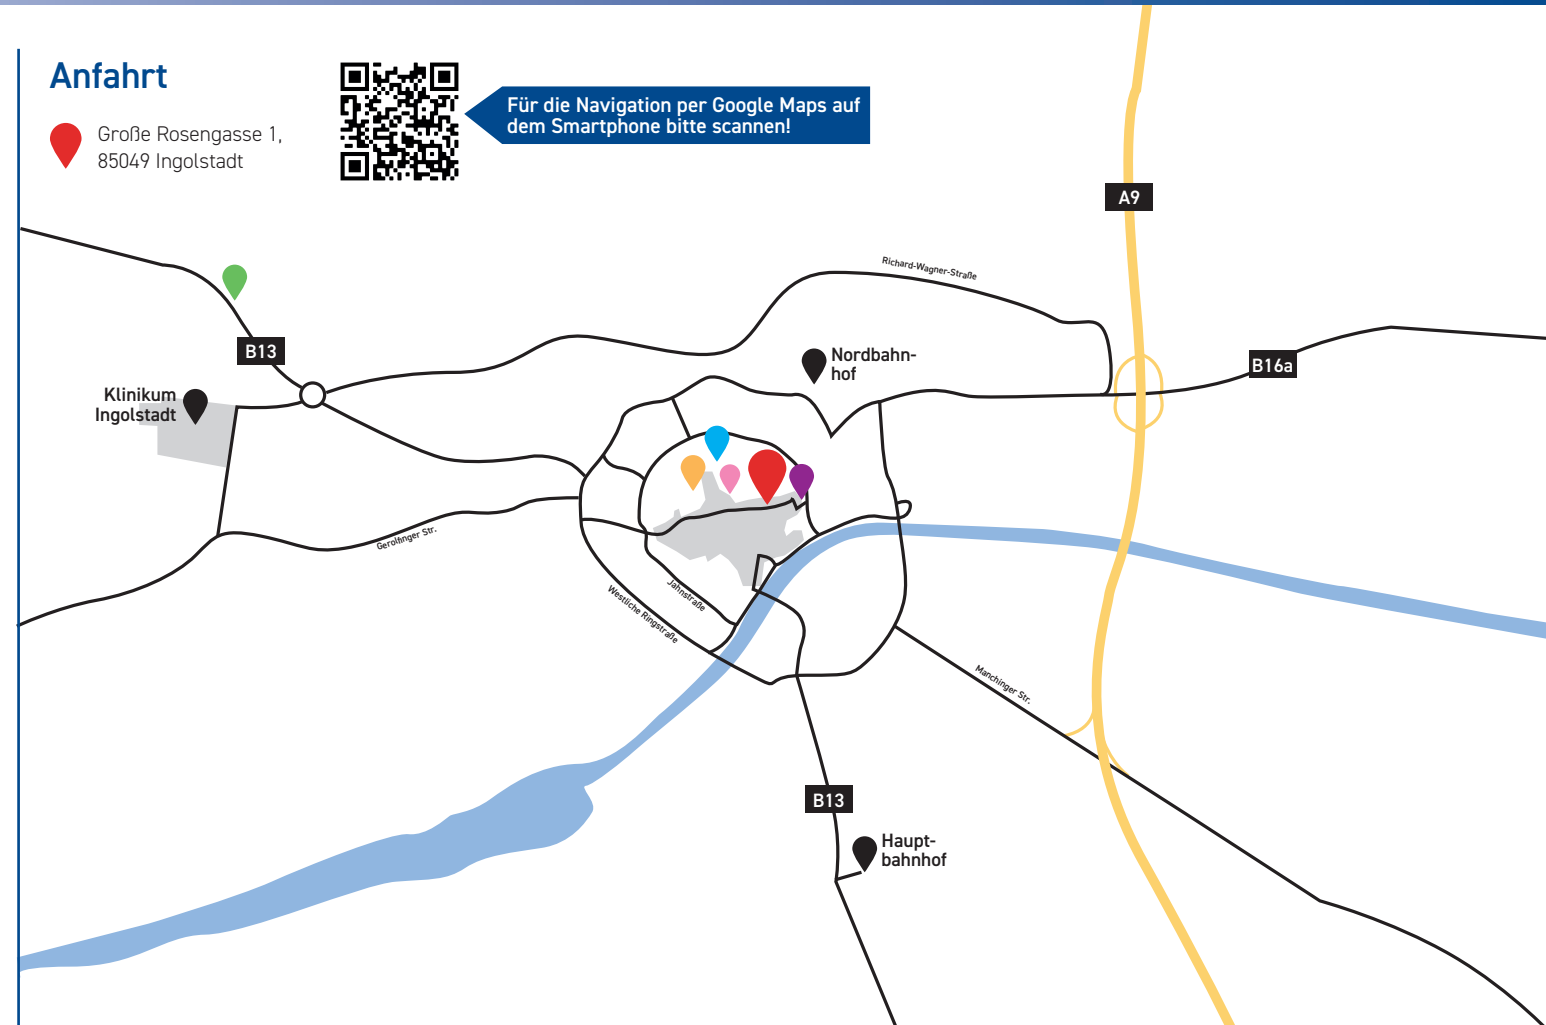 Anfahrt
Große Rosengasse 1,
85049 Ingolstadt
Für die Navigation per Google Maps auf
dem Smartphone bitte scannen!
A9
Richard-Wagner-Straße
B13
Nordbahn-
hof
B16a
Klinikum
Ingolstadt
Gerolfinger Str.
Jahnstraße
Westliche Ringstraße
Manchinger Str.
B13
Haupt-
bahnhof